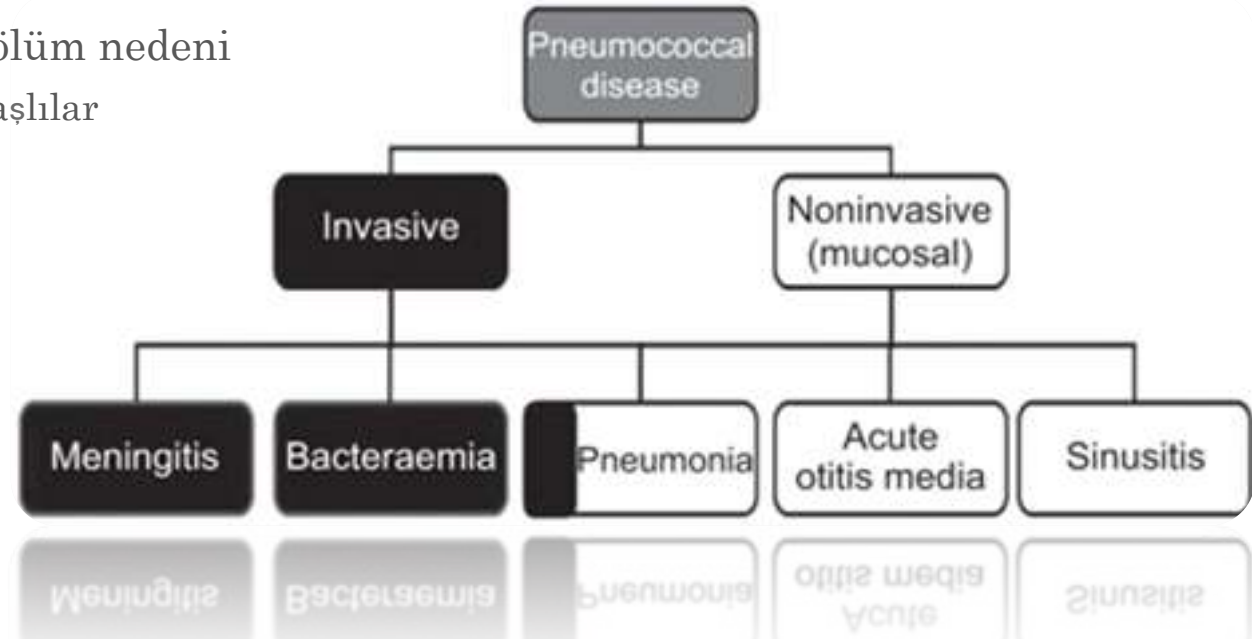 ölüm nedeni
aşlılar
Pneumococcal
disease
Invasive
Noninvasive
(mucosal)
Meningitis
Bacteraemia
Pneumonia
Acute
otitis media
Sinusitis